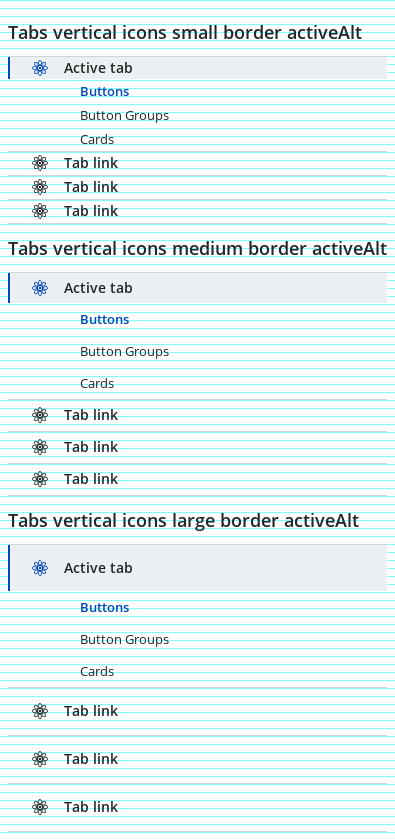 Tabs vertical icons small border activeAlt
Active tab
Buttons
Button Groups
Cards
Tab link
Tab link
Tab link
Tabs vertical icons medium border activeAlt
Active tab
Buttons
Button Groups
Cards
Tab link
Tab link
Tab link
Tabs vertical icons large border activeAlt
Active tab
Buttons
Button Groups
Cards
Tab link
Tab link
Tab link